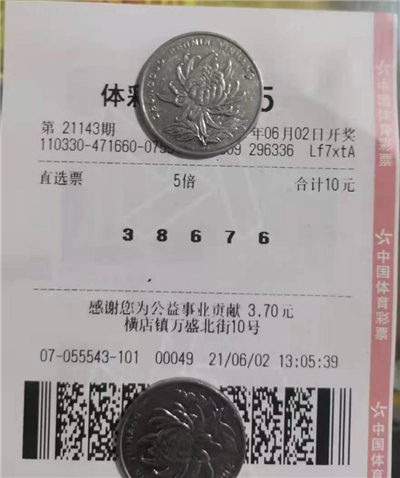 体彩 5
第 21143期 年06月02日开奖
110330-471660-075 09 296336 Lf7xtA
直选票 5倍 合计10元
3 8 6 7 6
感谢您为公益事业贡献 3.70元
横店镇万盛北街10号
07-055543-101 00049 21/06/02 13:05:39
中国体育彩票
中国体育彩票
中国体育彩票